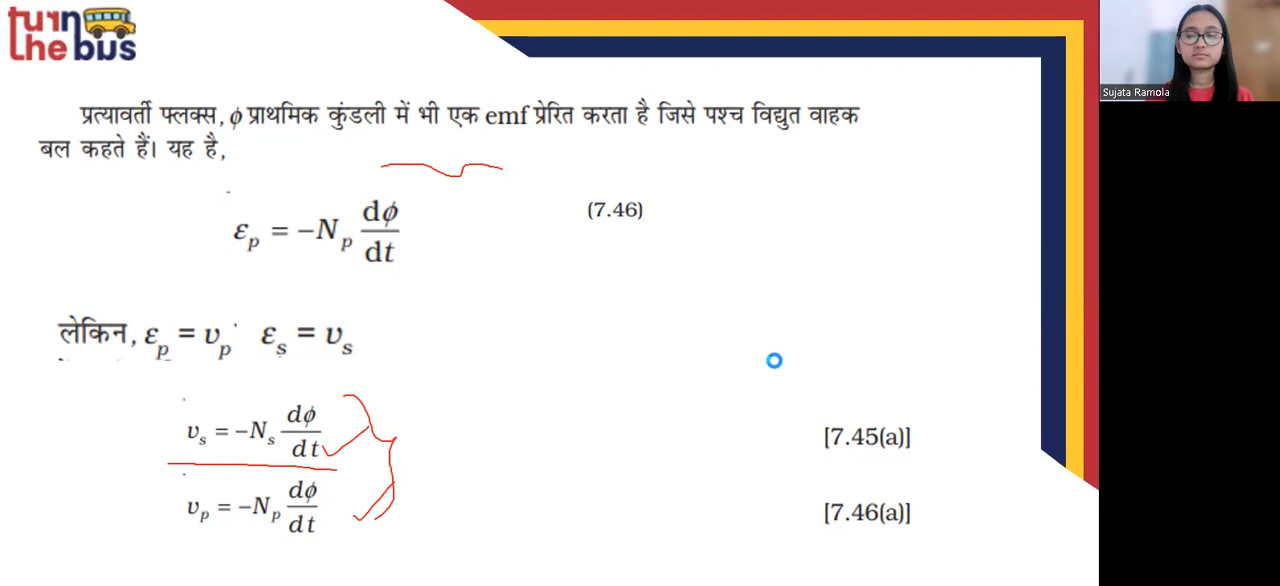 turn
the bus
Sujata Ramola
प्रत्यावर्ती फ्लक्स, ϕ प्राथमिक कुंडली में भी एक emf प्रेरित करता है जिसे पश्च विद्युत वाहक
बल कहते हैं। यह है,
εp = −Np dϕ/dt (7.46)
लेकिन, εp = υp εs = υs
υs = −Ns dϕ/dt [7.45(a)]
υp = −Np dϕ/dt [7.46(a)]